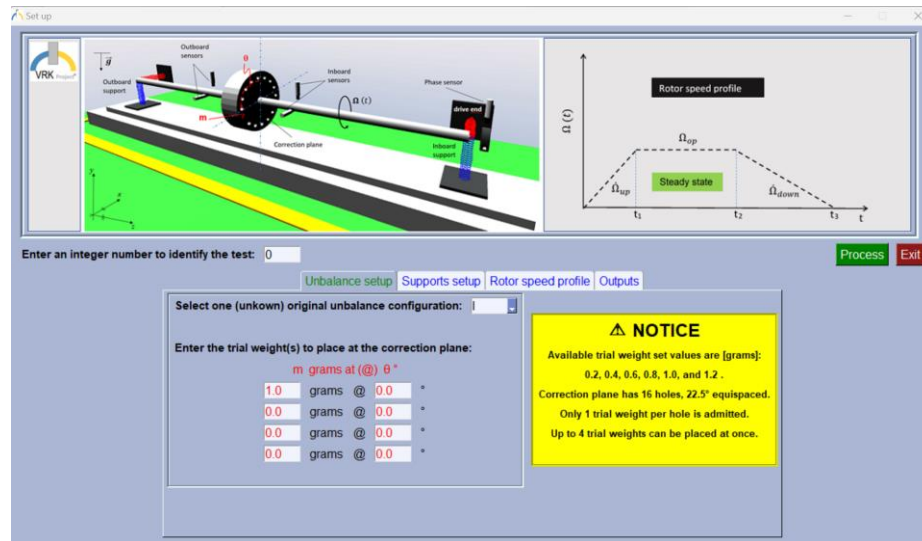 Set up
VRK Project®
g
Outboard
support
Outboard
sensors
θ
m
Inboard
sensors
Correction plane
Ω (t)
Phase sensor
drive end
Inboard
support
y
x
z
Rotor speed profile
Ω (t)
Ω_op
Steady state
Ω̇_up
Ω̇_down
t₁
t₂
t₃
t
Enter an integer number to identify the test: 0
Process Exit
Unbalance setup Supports setup Rotor speed profile Outputs
Select one (unkown) original unbalance configuration: I
Enter the trial weight(s) to place at the correction plane:
m grams at (@) θ °
1.0 grams @ 0.0 °
0.0 grams @ 0.0 °
0.0 grams @ 0.0 °
0.0 grams @ 0.0 °
⚠ NOTICE
Available trial weight set values are [grams]:
0.2, 0.4, 0.6, 0.8, 1.0, and 1.2 .
Correction plane has 16 holes, 22.5° equispaced.
Only 1 trial weight per hole is admitted.
Up to 4 trial weights can be placed at once.